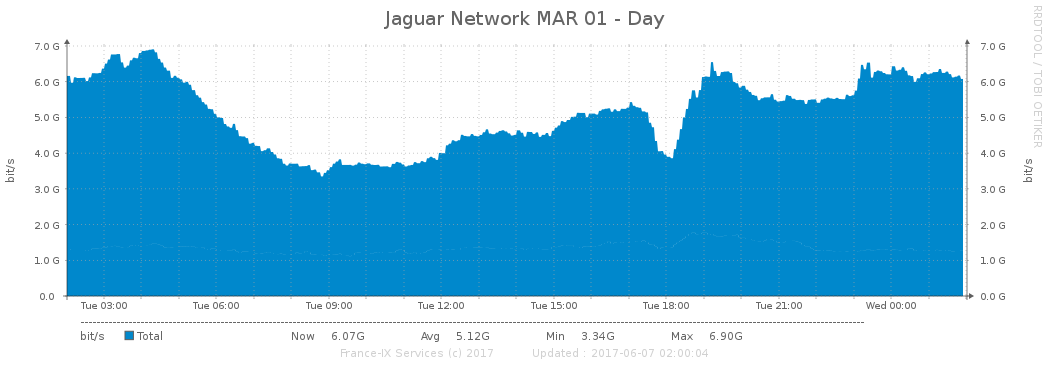 Jaguar Network MAR 01 - Day
RRDTOOL / TOBI OETIKER
7.0 G 7.0 G
6.0 G 6.0 G
5.0 G 5.0 G
4.0 G 4.0 G
bit/s bit/s
3.0 G 3.0 G
2.0 G 2.0 G
1.0 G 1.0 G
0.0 0.0 G
Tue 03:00 Tue 06:00 Tue 09:00 Tue 12:00 Tue 15:00 Tue 18:00 Tue 21:00 Wed 00:00
bit/s Total Now 6.07G Avg 5.12G Min 3.34G Max 6.90G
France-IX Services (c) 2017 Updated : 2017-06-07 02:00:04